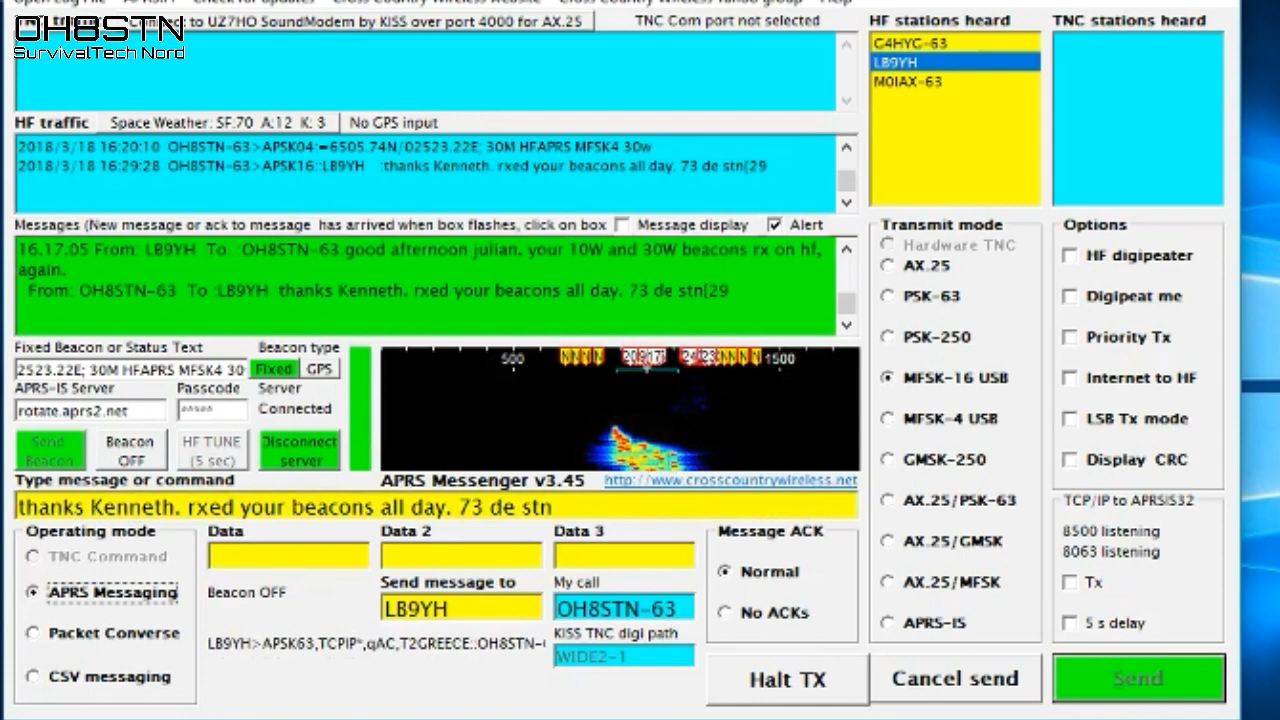 OH8STN
SurvivalTech Nord
to UZ7HO SoundModem by KISS over port 4000 for AX.25
TNC Com port not selected
HF stations heard
TNC stations heard
G4HYG-63
LB9YH
M0IAX-63
HF traffic
Space Weather: SF:70 A:12 K: 3
No GPS input
2018/3/18 16:20:10 OH8STN-63>APSK04:=6505.74N/02523.22E; 30M HFAPRS MFSK4 30w
2018/3/18 16:29:28 OH8STN-63>APSK16::LB9YH :thanks Kenneth. rxed your beacons all day. 73 de stn{29
Messages (New message or ack to message has arrived when box flashes, click on box
Message display
Alert
16.17.05 From: LB9YH To: OH8STN-63 good afternoon julian. your 10W and 30W beacons rx on hf,
again.
From: OH8STN-63 To :LB9YH thanks Kenneth. rxed your beacons all day. 73 de stn{29
Transmit mode
Hardware TNC
AX.25
PSK-63
PSK-250
MFSK-16 USB
MFSK-4 USB
GMSK-250
AX.25/PSK-63
AX.25/GMSK
AX.25/MFSK
APRS-IS
Options
HF digipeater
Digipeat me
Priority Tx
Internet to HF
LSB Tx mode
Display CRC
TCP/IP to APRSIS32
8500 listening
8063 listening
Tx
5 s delay
Fixed Beacon or Status Text
Beacon type
2523.22E; 30M HFAPRS MFSK4 30
Fixed
GPS
APRS-IS Server
Passcode
Server
rotate.aprs2.net
*****
Connected
Send
Beacon
Beacon
OFF
HF TUNE
(5 sec)
Disconnect
server
500
1500
Type message or command
APRS Messenger v3.45
http://www.crosscountrywireless.net
thanks Kenneth. rxed your beacons all day. 73 de stn
Operating mode
TNC Command
APRS Messaging
Packet Converse
CSV messaging
Data
Data 2
Data 3
Beacon OFF
Send message to
LB9YH
My call
OH8STN-63
LB9YH>APSK63,TCPIP*,qAC,T2GREECE::OH8STN-
KISS TNC digi path
WIDE2-1
Message ACK
Normal
No ACKs
Halt TX
Cancel send
Send